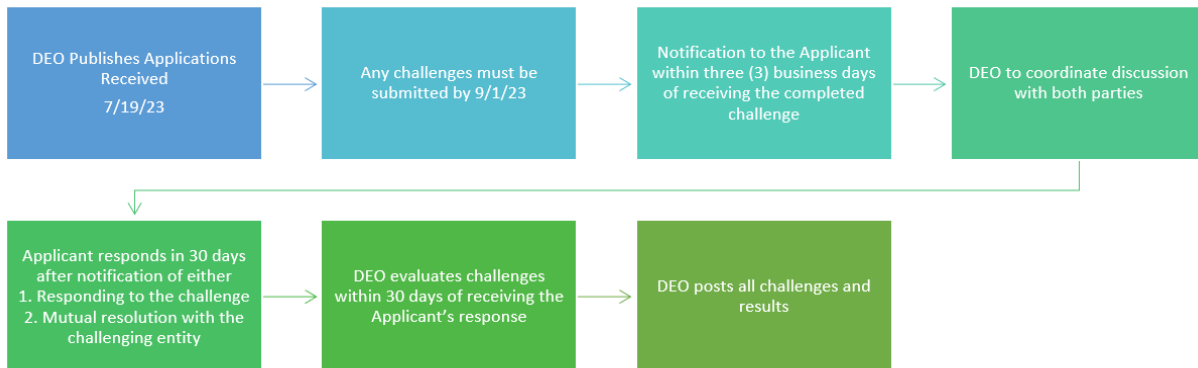 DEO Publishes Applications
Received
7/19/23
Any challenges must be
submitted by 9/1/23
Notification to the Applicant
within three (3) business days
of receiving the completed
challenge
DEO to coordinate discussion
with both parties
Applicant responds in 30 days
after notification of either
1. Responding to the challenge
2. Mutual resolution with the
challenging entity
DEO evaluates challenges
within 30 days of receiving the
Applicant’s response
DEO posts all challenges and
results